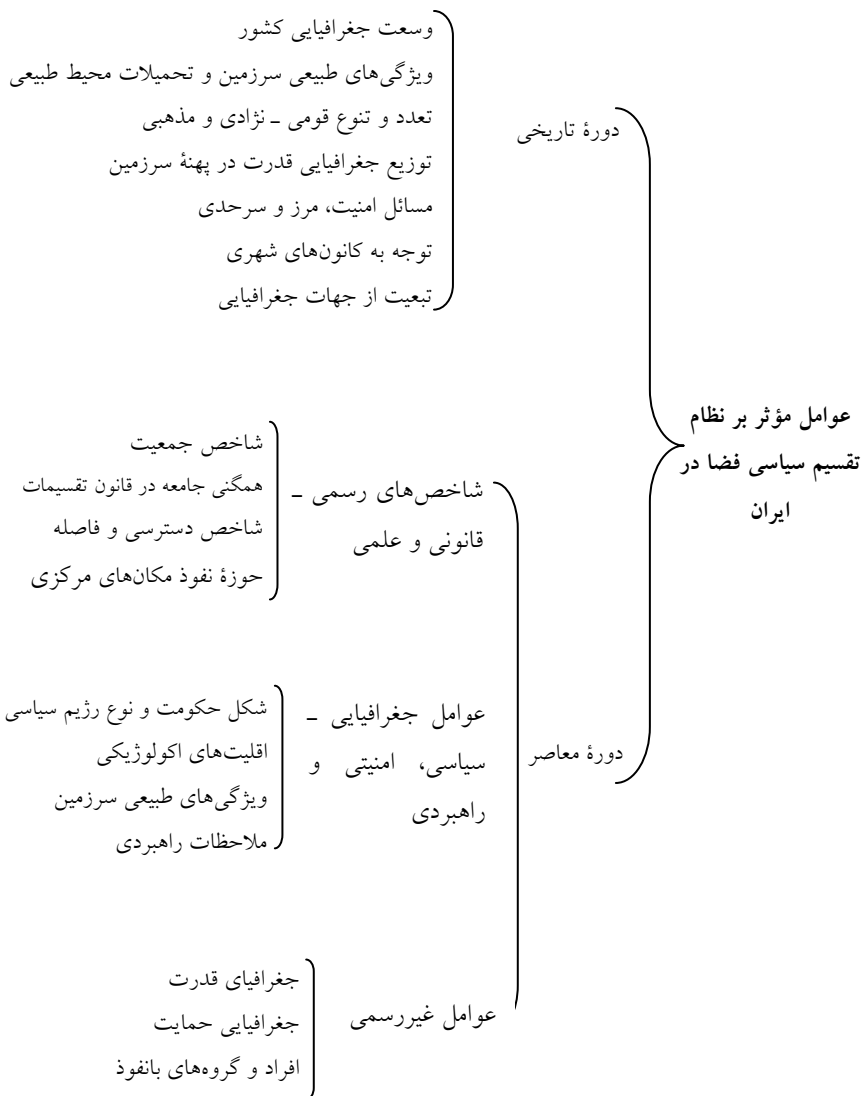 وسعت جغرافیایی کشور
ویژگی‌های طبیعی سرزمین و تحمیلات محیط طبیعی
تعدد و تنوع قومی ـ نژادی و مذهبی
دورۀ تاریخی
توزیع جغرافیایی قدرت در پهنۀ سرزمین
مسائل امنیت، مرز و سرحدی
توجه به کانون‌های شهری
تبعیت از جهات جغرافیایی
عوامل مؤثر بر نظام
تقسیم سیاسی فضا در
ایران
شاخص‌های رسمی ـ
قانونی و علمی
شاخص جمعیت
همگنی جامعه در قانون تقسیمات
شاخص دسترسی و فاصله
حوزۀ نفوذ مکان‌های مرکزی
دورۀ معاصر
عوامل جغرافیایی ـ
سیاسی، امنیتی و
راهبردی
شکل حکومت و نوع رژیم سیاسی
اقلیت‌های اکولوژیکی
ویژگی‌های طبیعی سرزمین
ملاحظات راهبردی
عوامل غیررسمی
جغرافیای قدرت
جغرافیایی حمایت
افراد و گروه‌های بانفوذ